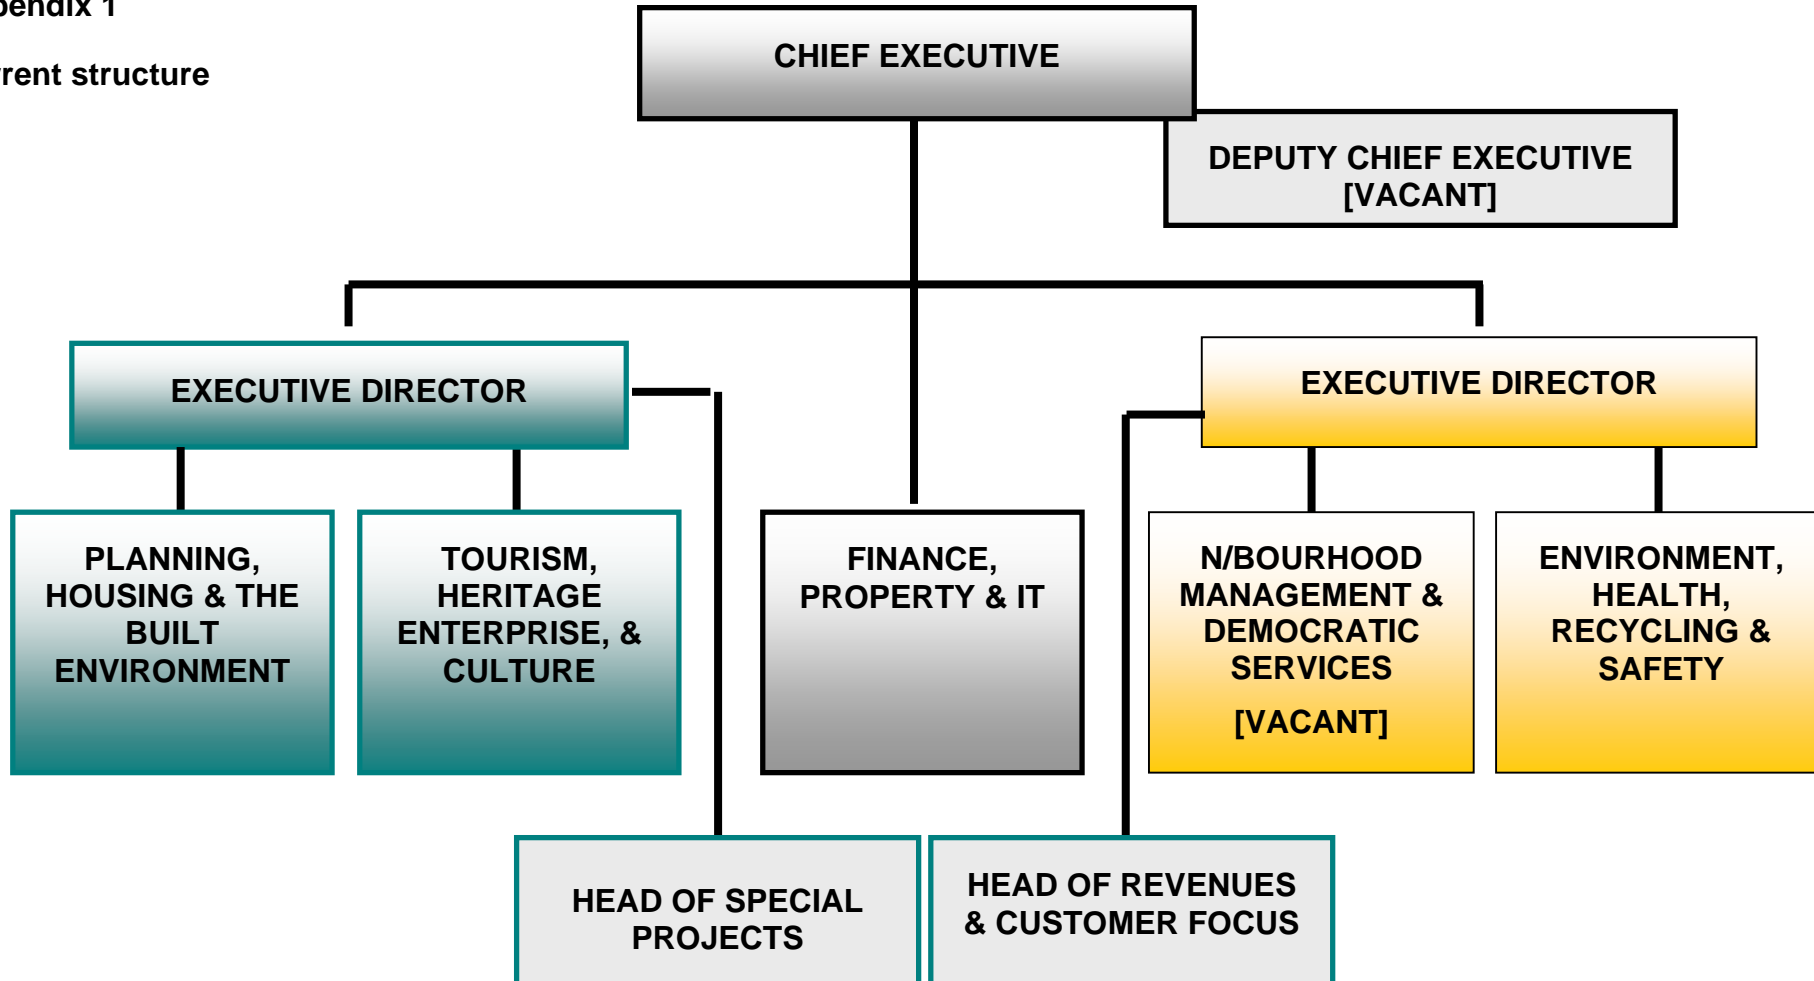 pendix 1
rrent structure
CHIEF EXECUTIVE
DEPUTY CHIEF EXECUTIVE
[VACANT]
EXECUTIVE DIRECTOR
EXECUTIVE DIRECTOR
PLANNING,
HOUSING & THE
BUILT
ENVIRONMENT
TOURISM,
HERITAGE
ENTERPRISE, &
CULTURE
FINANCE,
PROPERTY & IT
N/BOURHOOD
MANAGEMENT &
DEMOCRATIC
SERVICES
[VACANT]
ENVIRONMENT,
HEALTH,
RECYCLING &
SAFETY
HEAD OF SPECIAL
PROJECTS
HEAD OF REVENUES
& CUSTOMER FOCUS